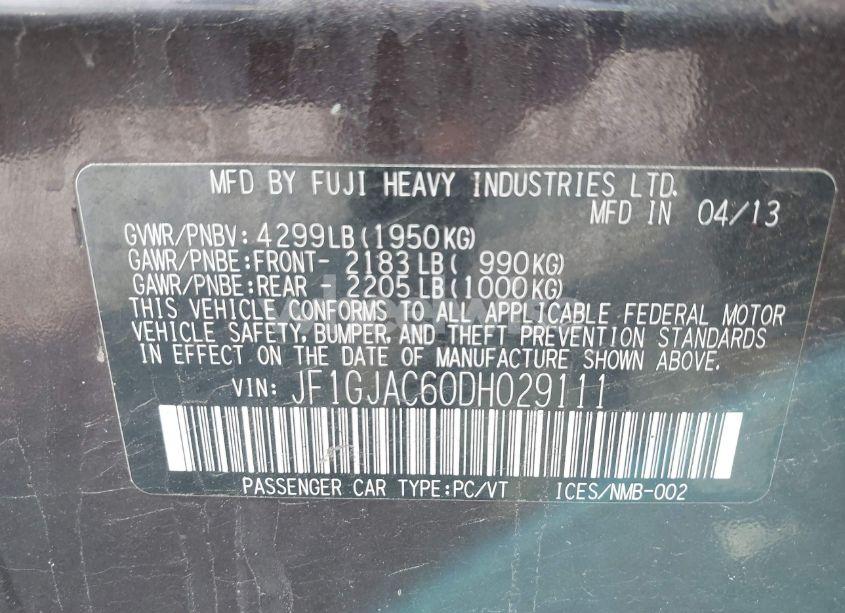 MFD BY FUJI HEAVY INDUSTRIES LTD.
MFD IN 04/13
GVWR/PNBV: 4299LB (1950KG)
GAWR/PNBE:FRONT- 2183 LB ( 990KG)
GAWR/PNBE:REAR - 2205 LB (1000KG)
THIS VEHICLE CONFORMS TO ALL APPLICABLE FEDERAL MOTOR
VEHICLE SAFETY, BUMPER, AND THEFT PREVENTION STANDARDS
IN EFFECT ON THE DATE OF MANUFACTURE SHOWN ABOVE.
VIN: JF1GJAC60DH029111
PASSENGER CAR TYPE:PC/VT ICES/NMB-002